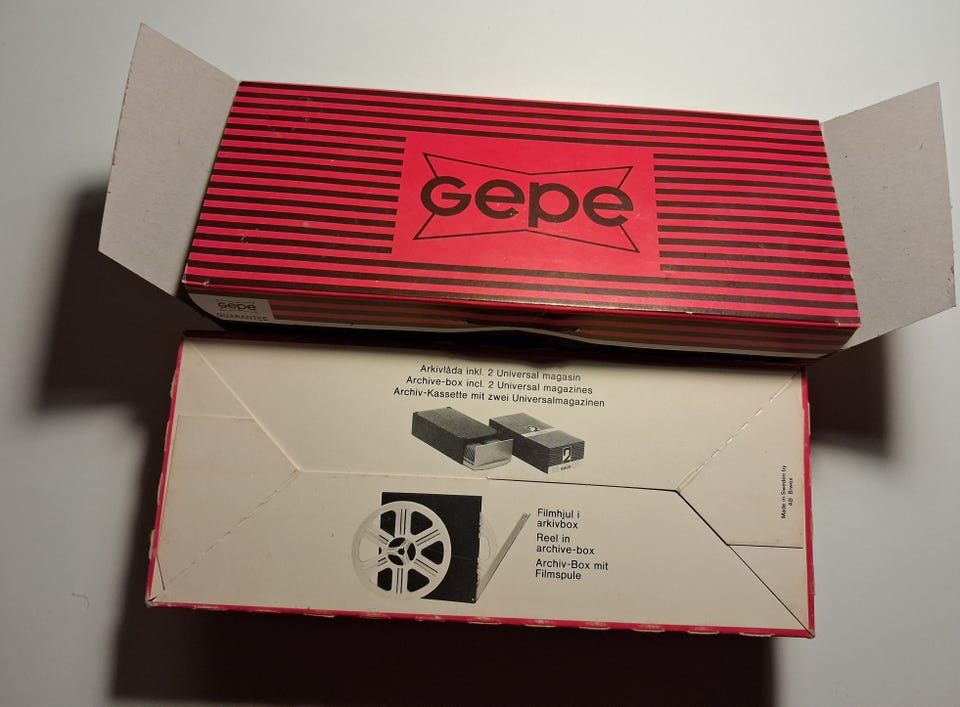 Gepe
Gepe
GUARANTEE
Arkivlåda inkl. 2 Universal magasin
Archive-box incl. 2 Universal magazines
Archiv-Kassette mit zwei Universalmagazinen
Filmhjul i
arkivbox
Reel in
archive-box
Archiv-Box mit
Filmspule
Made in Sweden by
AB Biwex